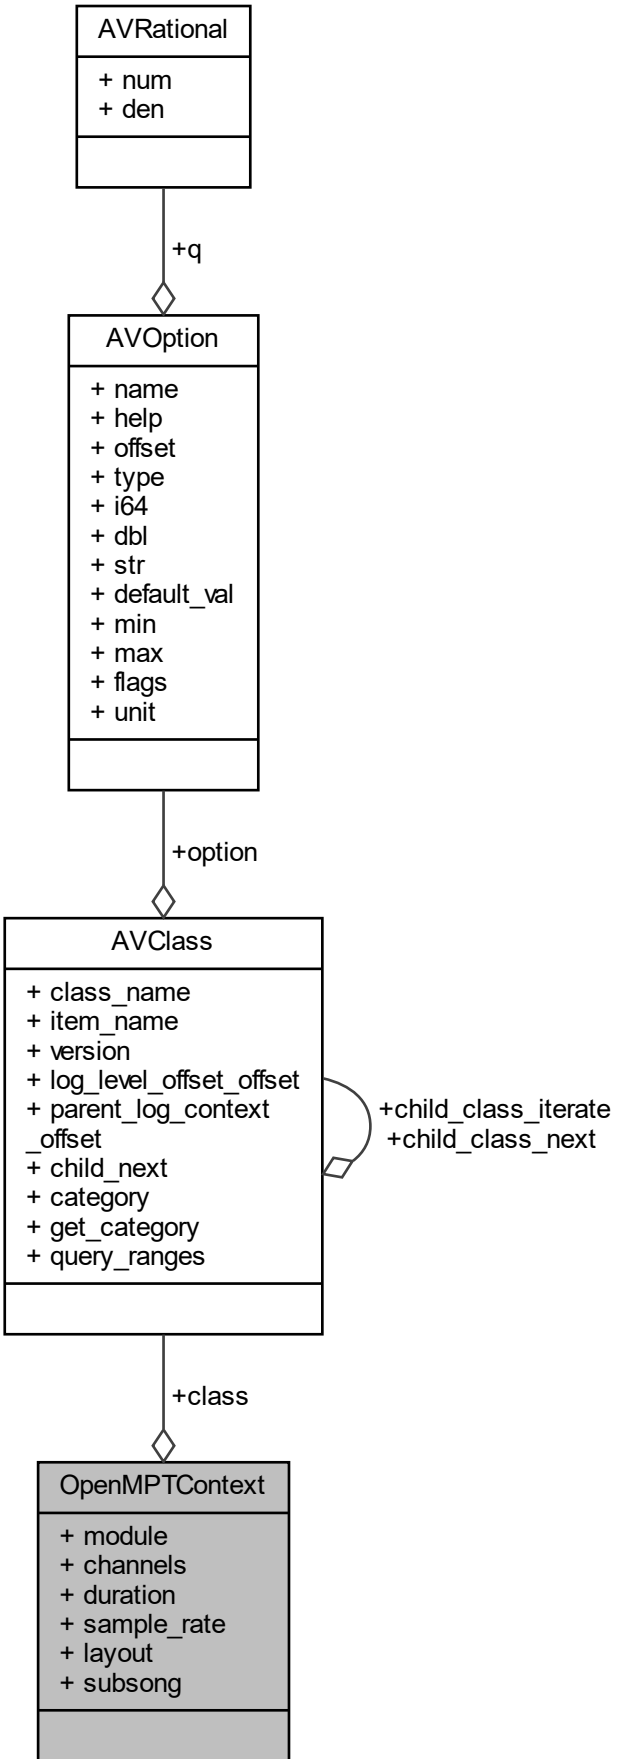 AVRational
+ num
+ den
+q
AVOption
+ name
+ help
+ offset
+ type
+ i64
+ dbl
+ str
+ default_val
+ min
+ max
+ flags
+ unit
+option
AVClass
+ class_name
+ item_name
+ version
+ log_level_offset_offset
+ parent_log_context
_offset
+ child_next
+ category
+ get_category
+ query_ranges
+child_class_iterate
+child_class_next
+class
OpenMPTContext
+ module
+ channels
+ duration
+ sample_rate
+ layout
+ subsong